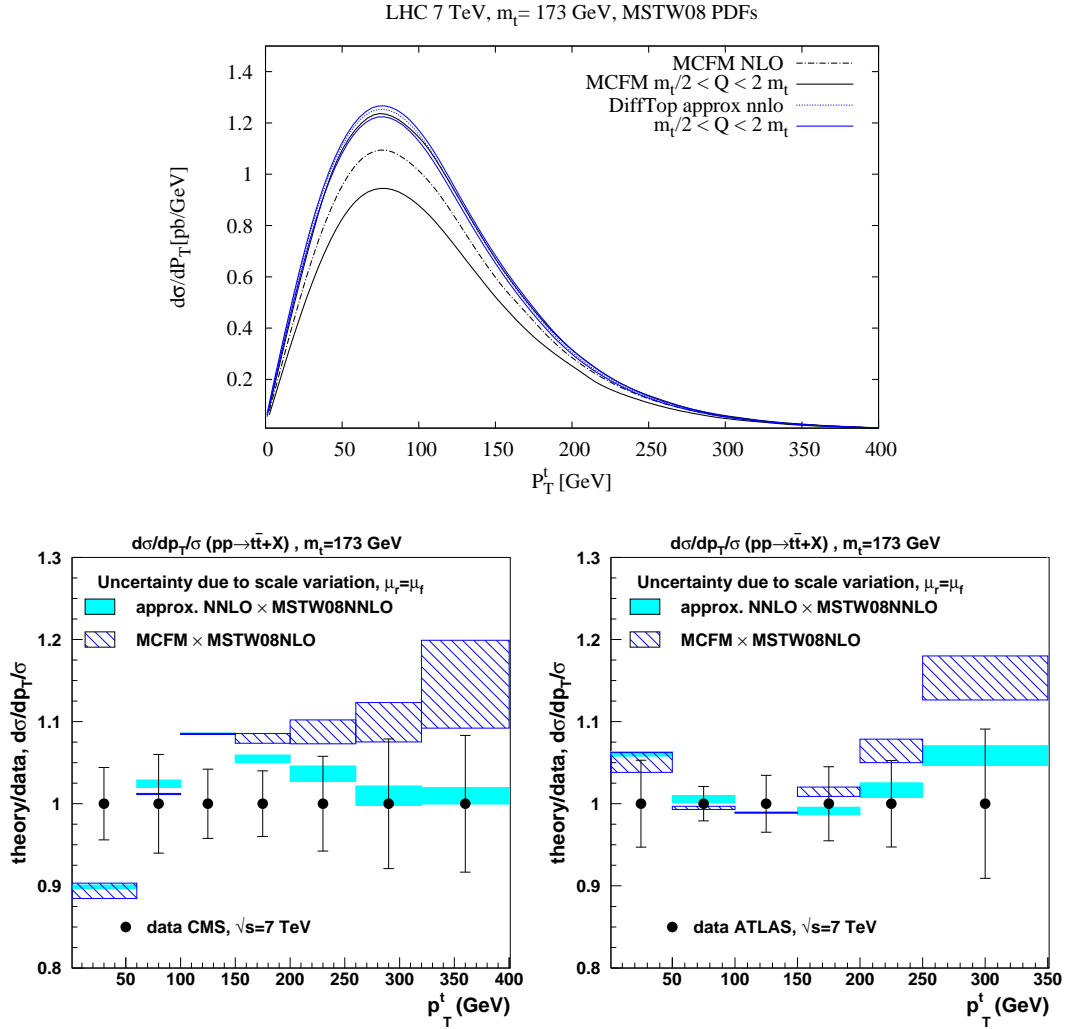 LHC 7 TeV, m_t= 173 GeV, MSTW08 PDFs
MCFM NLO
MCFM m_t/2 < Q < 2 m_t
DiffTop approx nnlo
m_t/2 < Q < 2 m_t
dσ/dP_T[pb/GeV]
1.4
1.2
1
0.8
0.6
0.4
0.2
0 50 100 150 200 250 300 350 400
P_T^t [GeV]
dσ/dp_T/σ (pp→tt̄+X) , m_t=173 GeV
Uncertainty due to scale variation, μ_r=μ_f
approx. NNLO × MSTW08NNLO
MCFM × MSTW08NLO
theory/data, dσ/dp_T/σ
1.3
1.2
1.1
1.0
0.9
0.8
data CMS, √s=7 TeV
50 100 150 200 250 300 350 400
p_T^t (GeV)
dσ/dp_T/σ (pp→tt̄+X) , m_t=173 GeV
Uncertainty due to scale variation, μ_r=μ_f
approx. NNLO × MSTW08NNLO
MCFM × MSTW08NLO
theory/data, dσ/dp_T/σ
1.3
1.2
1.1
1.0
0.9
0.8
data ATLAS, √s=7 TeV
50 100 150 200 250 300 350
p_T^t (GeV)